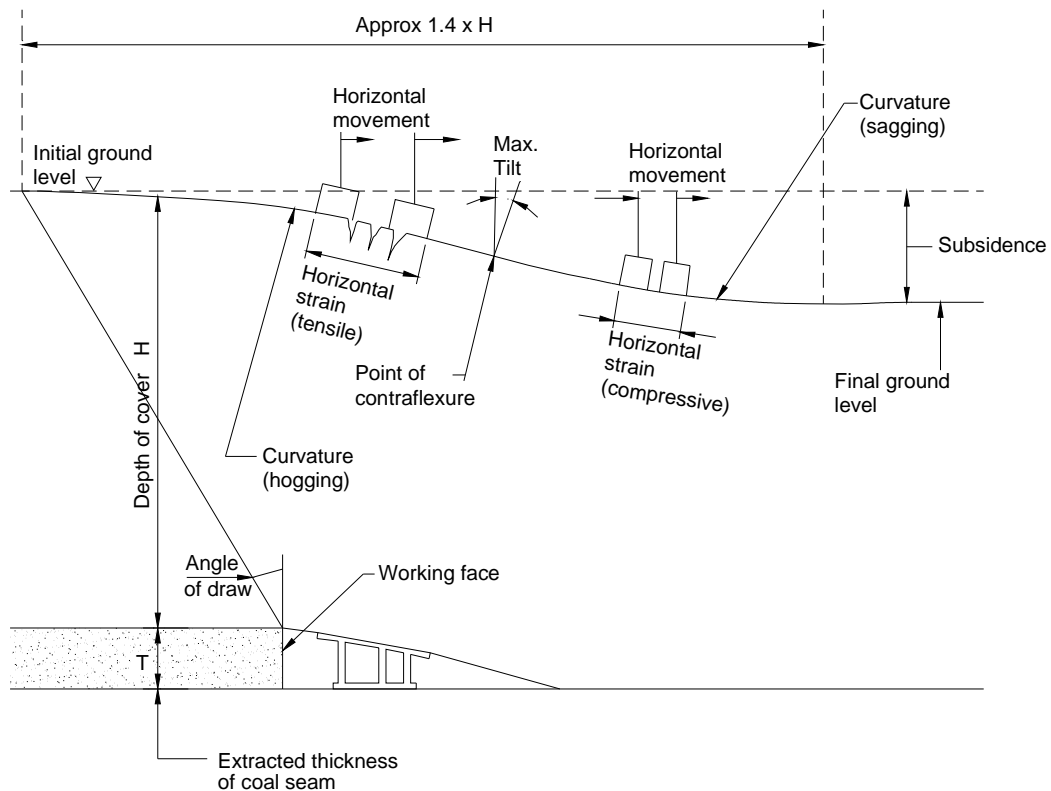 Approx 1.4 x H
Horizontal
movement
Curvature
(sagging)
Initial ground
level
Max.
Tilt
Horizontal
movement
Subsidence
Horizontal
strain
(tensile)
Horizontal
strain
(compressive)
Point of
contraflexure
Final ground
level
Depth of cover H
Curvature
(hogging)
Angle
of draw
Working face
T
Extracted thickness
of coal seam